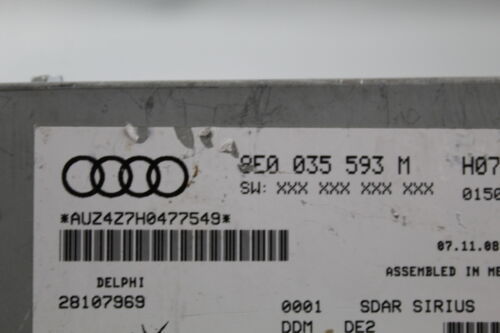 8E0 035 593 M H07
SW: XXX XXX XXX XXX 0150
*AUZ4Z7H0477549*
07.11.08
DELPHI ASSEMBLED IN ME
28107969
0001 SDAR SIRIUS
DDM DE2